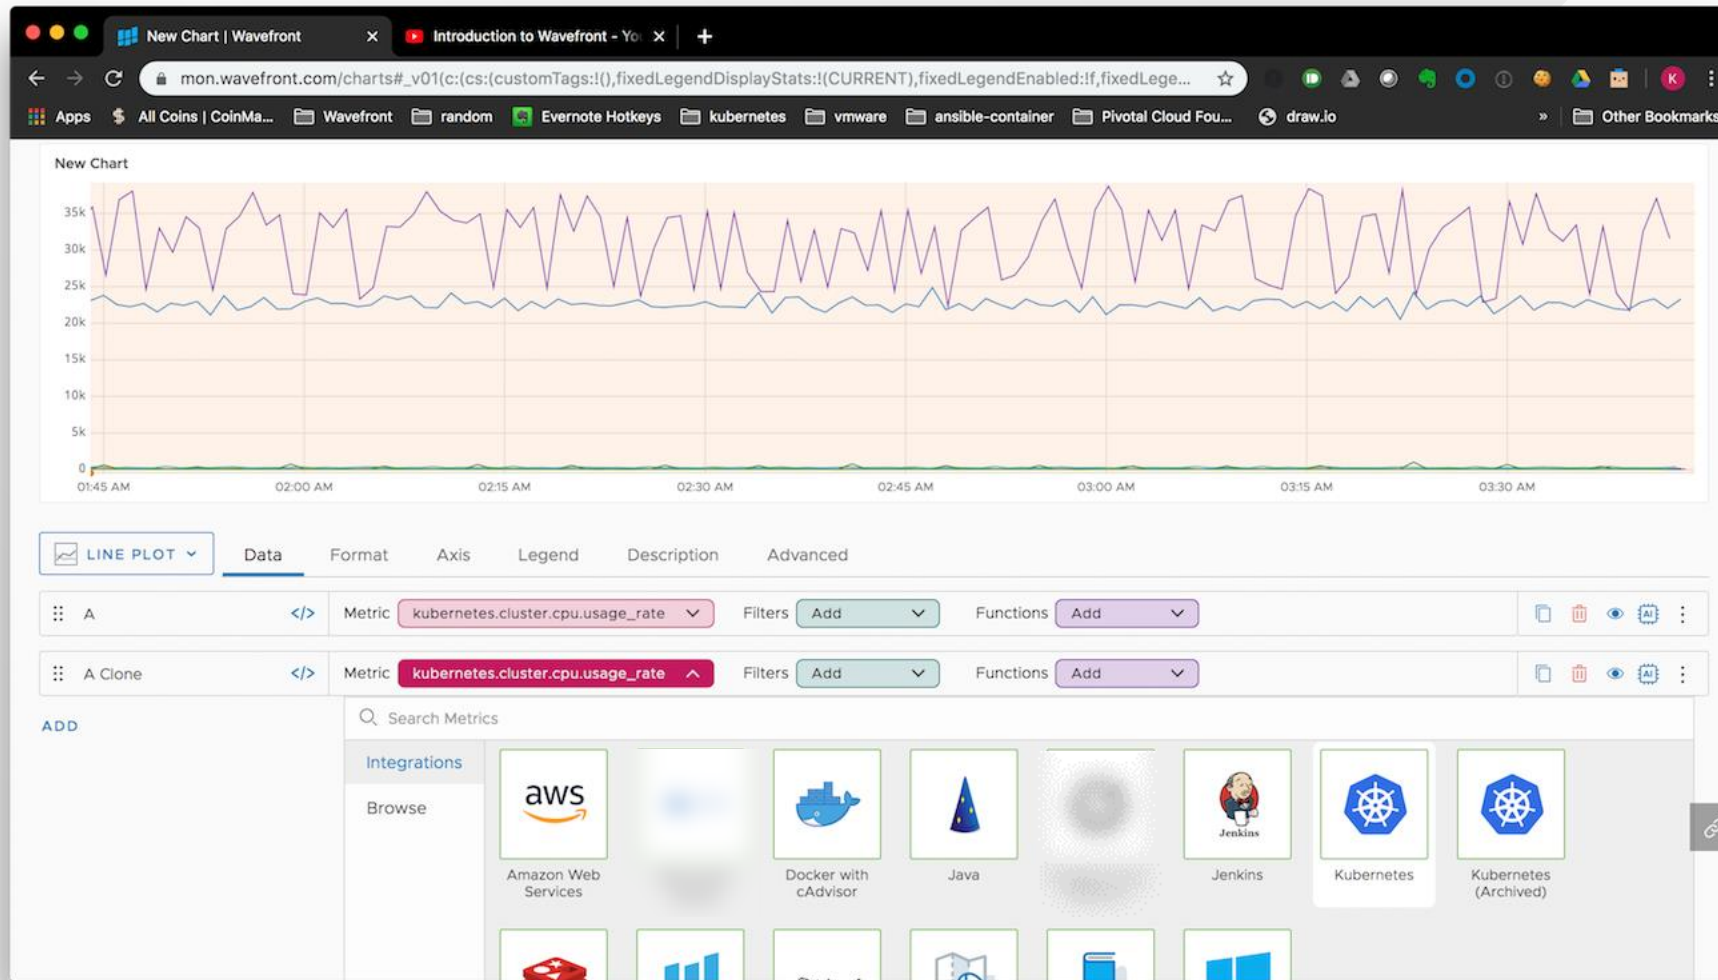 New Chart | Wavefront
Introduction to Wavefront - Yo
mon.wavefront.com/charts#_v01(c:(cs:(customTags:!(),fixedLegendDisplayStats:!(CURRENT),fixedLegendEnabled:!f,fixedLege...
K
Apps
All Coins | CoinMa...
Wavefront
random
Evernote Hotkeys
kubernetes
vmware
ansible-container
Pivotal Cloud Fou...
draw.io
»
Other Bookmarks
New Chart
35k
30k
25k
20k
15k
10k
5k
0
01:45 AM 02:00 AM 02:15 AM 02:30 AM 02:45 AM 03:00 AM 03:15 AM 03:30 AM
LINE PLOT Data Format Axis Legend Description Advanced
A </> Metric kubernetes.cluster.cpu.usage_rate Filters Add Functions Add AI
A Clone </> Metric kubernetes.cluster.cpu.usage_rate Filters Add Functions Add AI
ADD
Search Metrics
Integrations
Browse
aws
Jenkins
Amazon Web
Services
Docker with
cAdvisor
Java
Jenkins
Kubernetes
Kubernetes
(Archived)